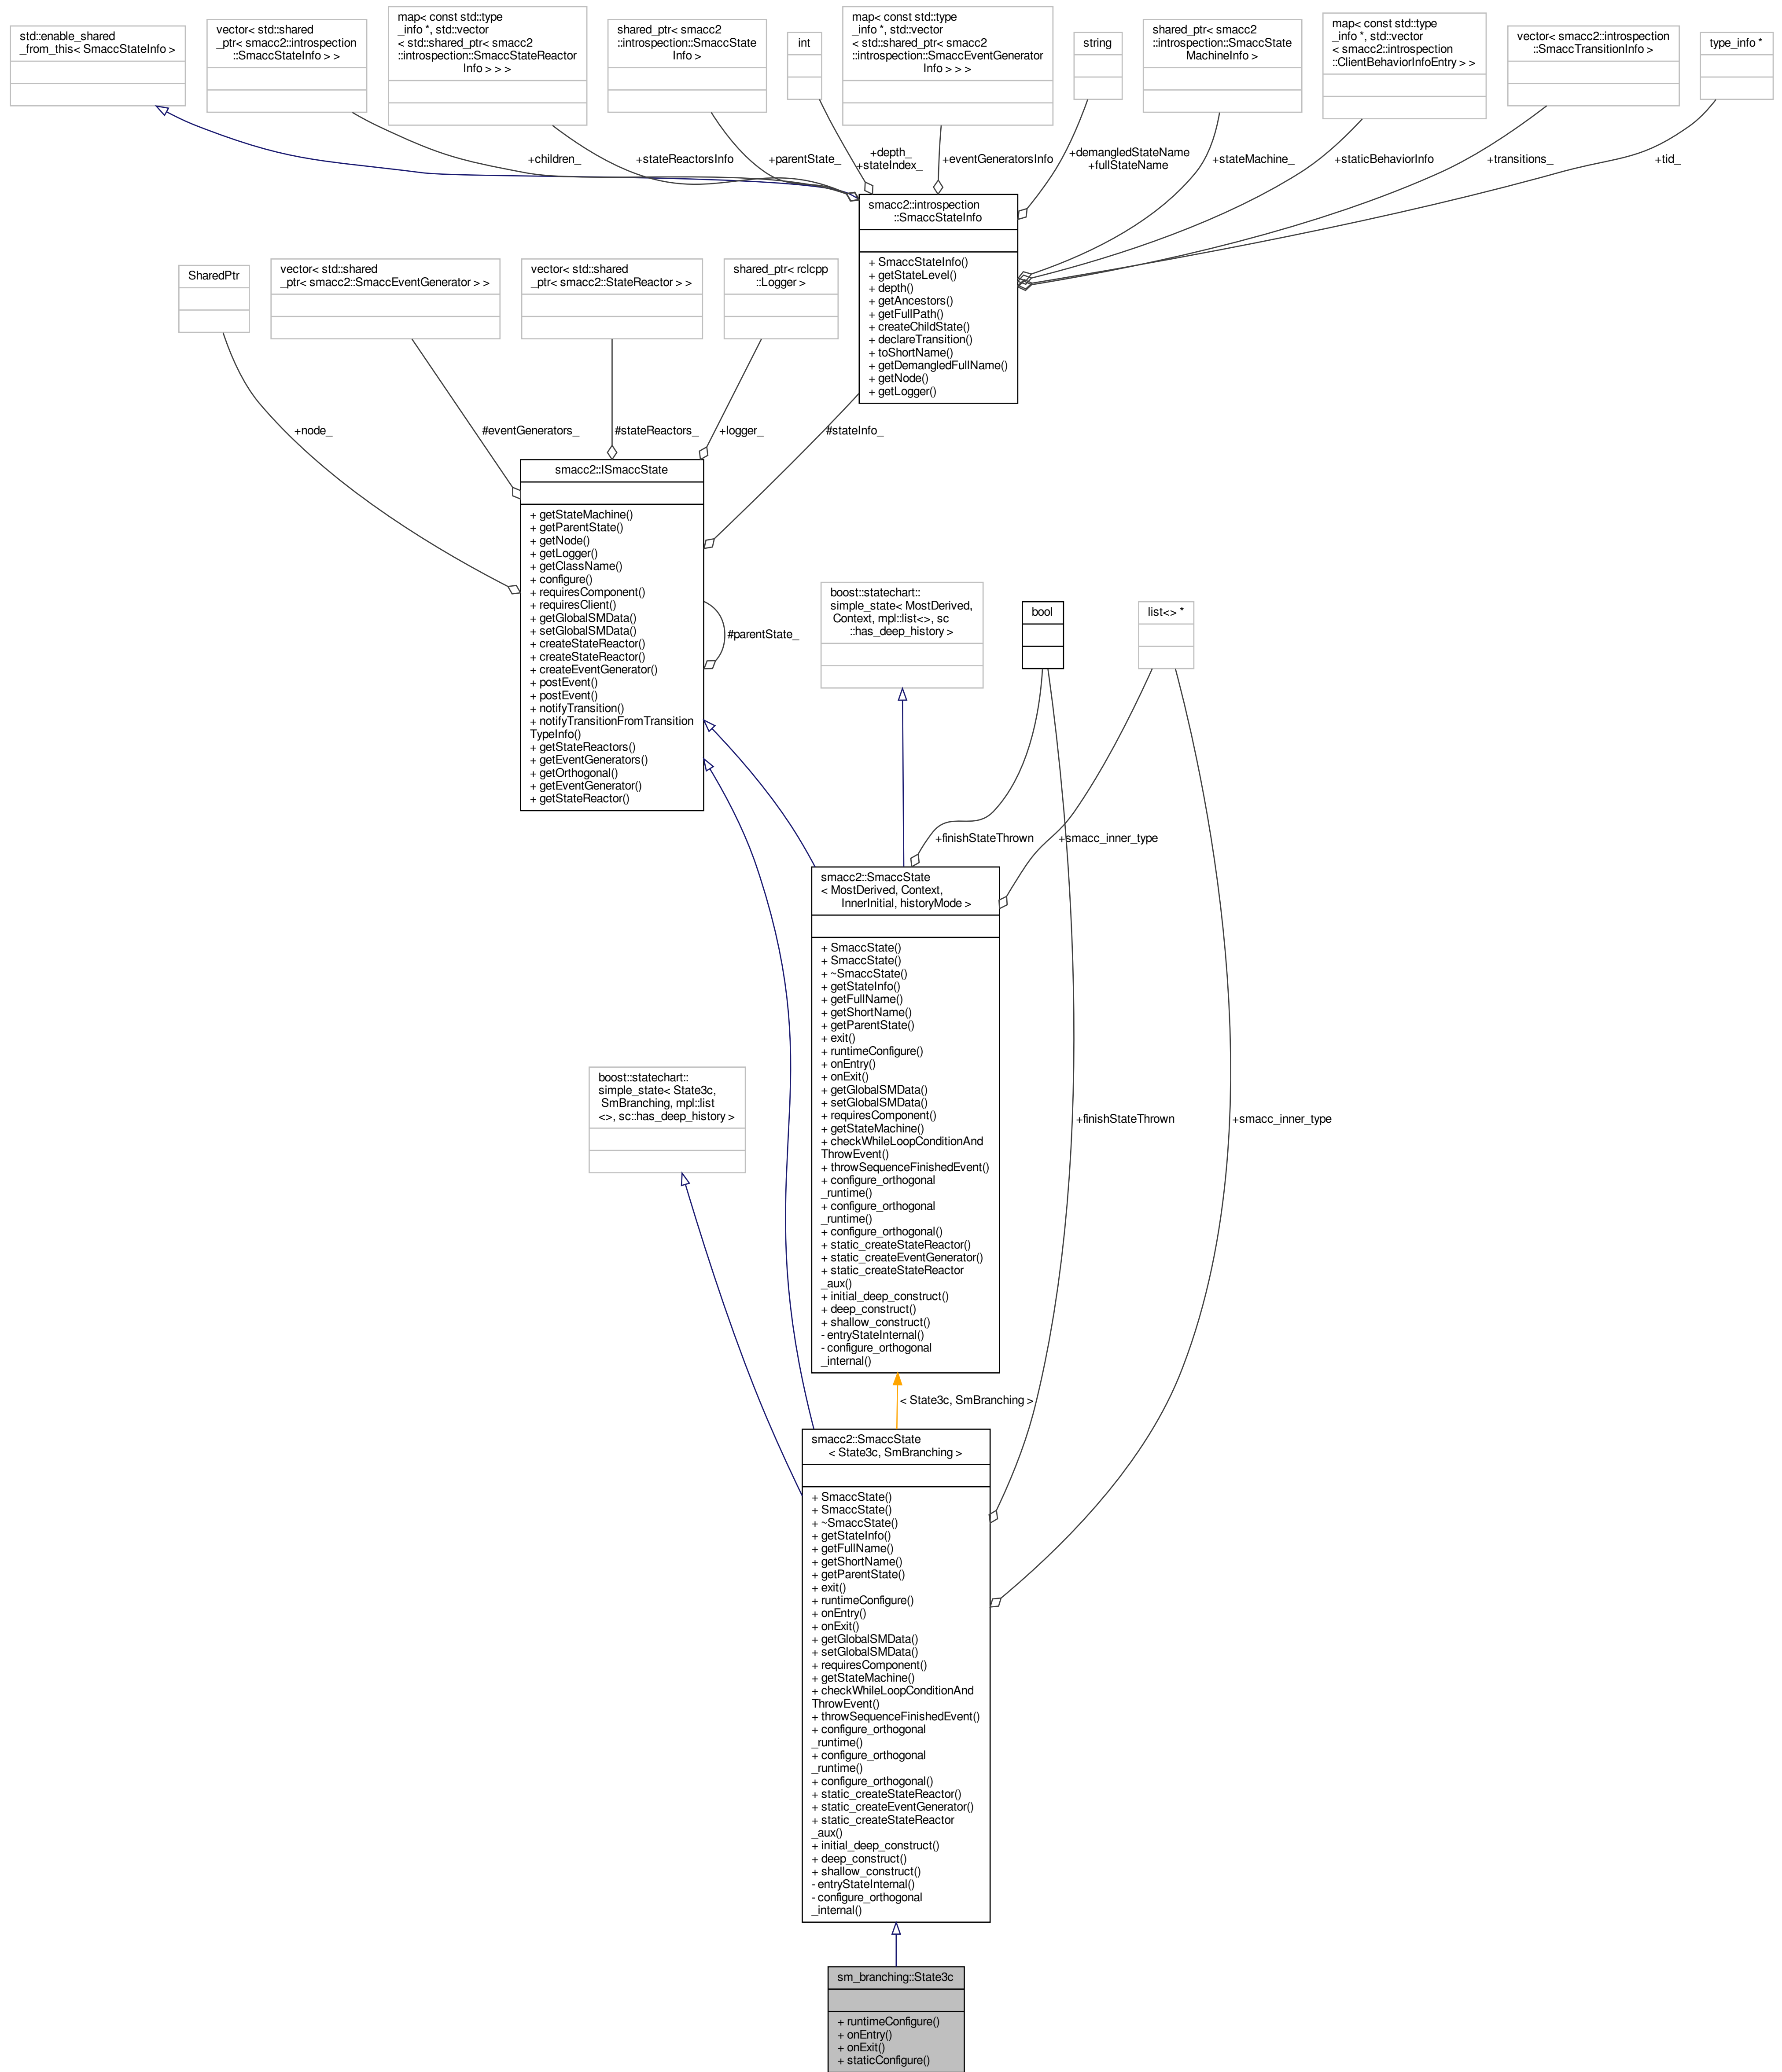 std::enable_shared
_from_this< SmaccStateInfo >
vector< std::shared
_ptr< smacc2::introspection
::SmaccStateInfo > >
map< const std::type
_info *, std::vector
< std::shared_ptr< smacc2
::introspection::SmaccStateReactor
Info > > >
shared_ptr< smacc2
::introspection::SmaccState
Info >
int
map< const std::type
_info *, std::vector
< std::shared_ptr< smacc2
::introspection::SmaccEventGenerator
Info > > >
string
shared_ptr< smacc2
::introspection::SmaccState
MachineInfo >
map< const std::type
_info *, std::vector
< smacc2::introspection
::ClientBehaviorInfoEntry > >
vector< smacc2::introspection
::SmaccTransitionInfo >
type_info *
+children_
+stateReactorsInfo
+parentState_
+depth_
+stateIndex_
+eventGeneratorsInfo
+demangledStateName
+fullStateName
+stateMachine_
+staticBehaviorInfo
+transitions_
+tid_
smacc2::introspection
::SmaccStateInfo
+ SmaccStateInfo()
+ getStateLevel()
+ depth()
+ getAncestors()
+ getFullPath()
+ createChildState()
+ declareTransition()
+ toShortName()
+ getDemangledFullName()
+ getNode()
+ getLogger()
SharedPtr
vector< std::shared
_ptr< smacc2::SmaccEventGenerator > >
vector< std::shared
_ptr< smacc2::StateReactor > >
shared_ptr< rclcpp
::Logger >
+node_
#eventGenerators_
#stateReactors_
+logger_
#stateInfo_
smacc2::ISmaccState
+ getStateMachine()
+ getParentState()
+ getNode()
+ getLogger()
+ getClassName()
+ configure()
+ requiresComponent()
+ requiresClient()
+ getGlobalSMData()
+ setGlobalSMData()
+ createStateReactor()
+ createStateReactor()
+ createEventGenerator()
+ postEvent()
+ postEvent()
+ notifyTransition()
+ notifyTransitionFromTransition
TypeInfo()
+ getStateReactors()
+ getEventGenerators()
+ getOrthogonal()
+ getEventGenerator()
+ getStateReactor()
#parentState_
boost::statechart::
simple_state< MostDerived,
Context, mpl::list<>, sc
::has_deep_history >
bool
list<> *
+finishStateThrown
+smacc_inner_type
smacc2::SmaccState
< MostDerived, Context,
InnerInitial, historyMode >
+ SmaccState()
+ SmaccState()
+ ~SmaccState()
+ getStateInfo()
+ getFullName()
+ getShortName()
+ getParentState()
+ exit()
+ runtimeConfigure()
+ onEntry()
+ onExit()
+ getGlobalSMData()
+ setGlobalSMData()
+ requiresComponent()
+ getStateMachine()
+ checkWhileLoopConditionAnd
ThrowEvent()
+ throwSequenceFinishedEvent()
+ configure_orthogonal
_runtime()
+ configure_orthogonal
_runtime()
+ configure_orthogonal()
+ static_createStateReactor()
+ static_createEventGenerator()
+ static_createStateReactor
_aux()
+ initial_deep_construct()
+ deep_construct()
+ shallow_construct()
- entryStateInternal()
- configure_orthogonal
_internal()
boost::statechart::
simple_state< State3c,
SmBranching, mpl::list
<>, sc::has_deep_history >
+finishStateThrown
+smacc_inner_type
< State3c, SmBranching >
smacc2::SmaccState
< State3c, SmBranching >
+ SmaccState()
+ SmaccState()
+ ~SmaccState()
+ getStateInfo()
+ getFullName()
+ getShortName()
+ getParentState()
+ exit()
+ runtimeConfigure()
+ onEntry()
+ onExit()
+ getGlobalSMData()
+ setGlobalSMData()
+ requiresComponent()
+ getStateMachine()
+ checkWhileLoopConditionAnd
ThrowEvent()
+ throwSequenceFinishedEvent()
+ configure_orthogonal
_runtime()
+ configure_orthogonal
_runtime()
+ configure_orthogonal()
+ static_createStateReactor()
+ static_createEventGenerator()
+ static_createStateReactor
_aux()
+ initial_deep_construct()
+ deep_construct()
+ shallow_construct()
- entryStateInternal()
- configure_orthogonal
_internal()
sm_branching::State3c
+ runtimeConfigure()
+ onEntry()
+ onExit()
+ staticConfigure()